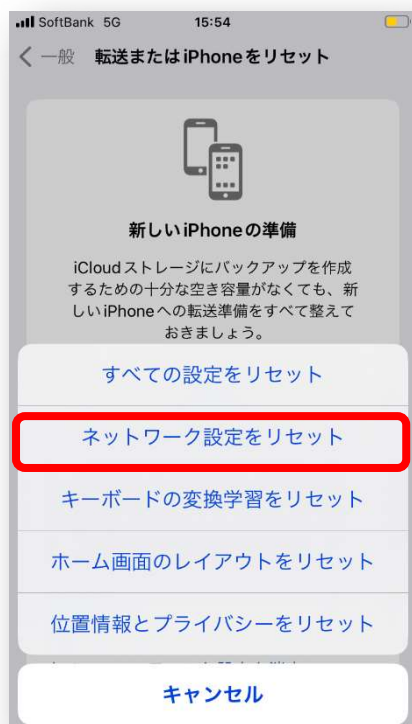 SoftBank 5G 15:54
一般 転送またはiPhoneをリセット
新しいiPhoneの準備
iCloudストレージにバックアップを作成
するための十分な空き容量がなくても、新
しいiPhoneへの転送準備をすべて整えて
おきましょう。
すべての設定をリセット
ネットワーク設定をリセット
キーボードの変換学習をリセット
ホーム画面のレイアウトをリセット
位置情報とプライバシーをリセット
キャンセル